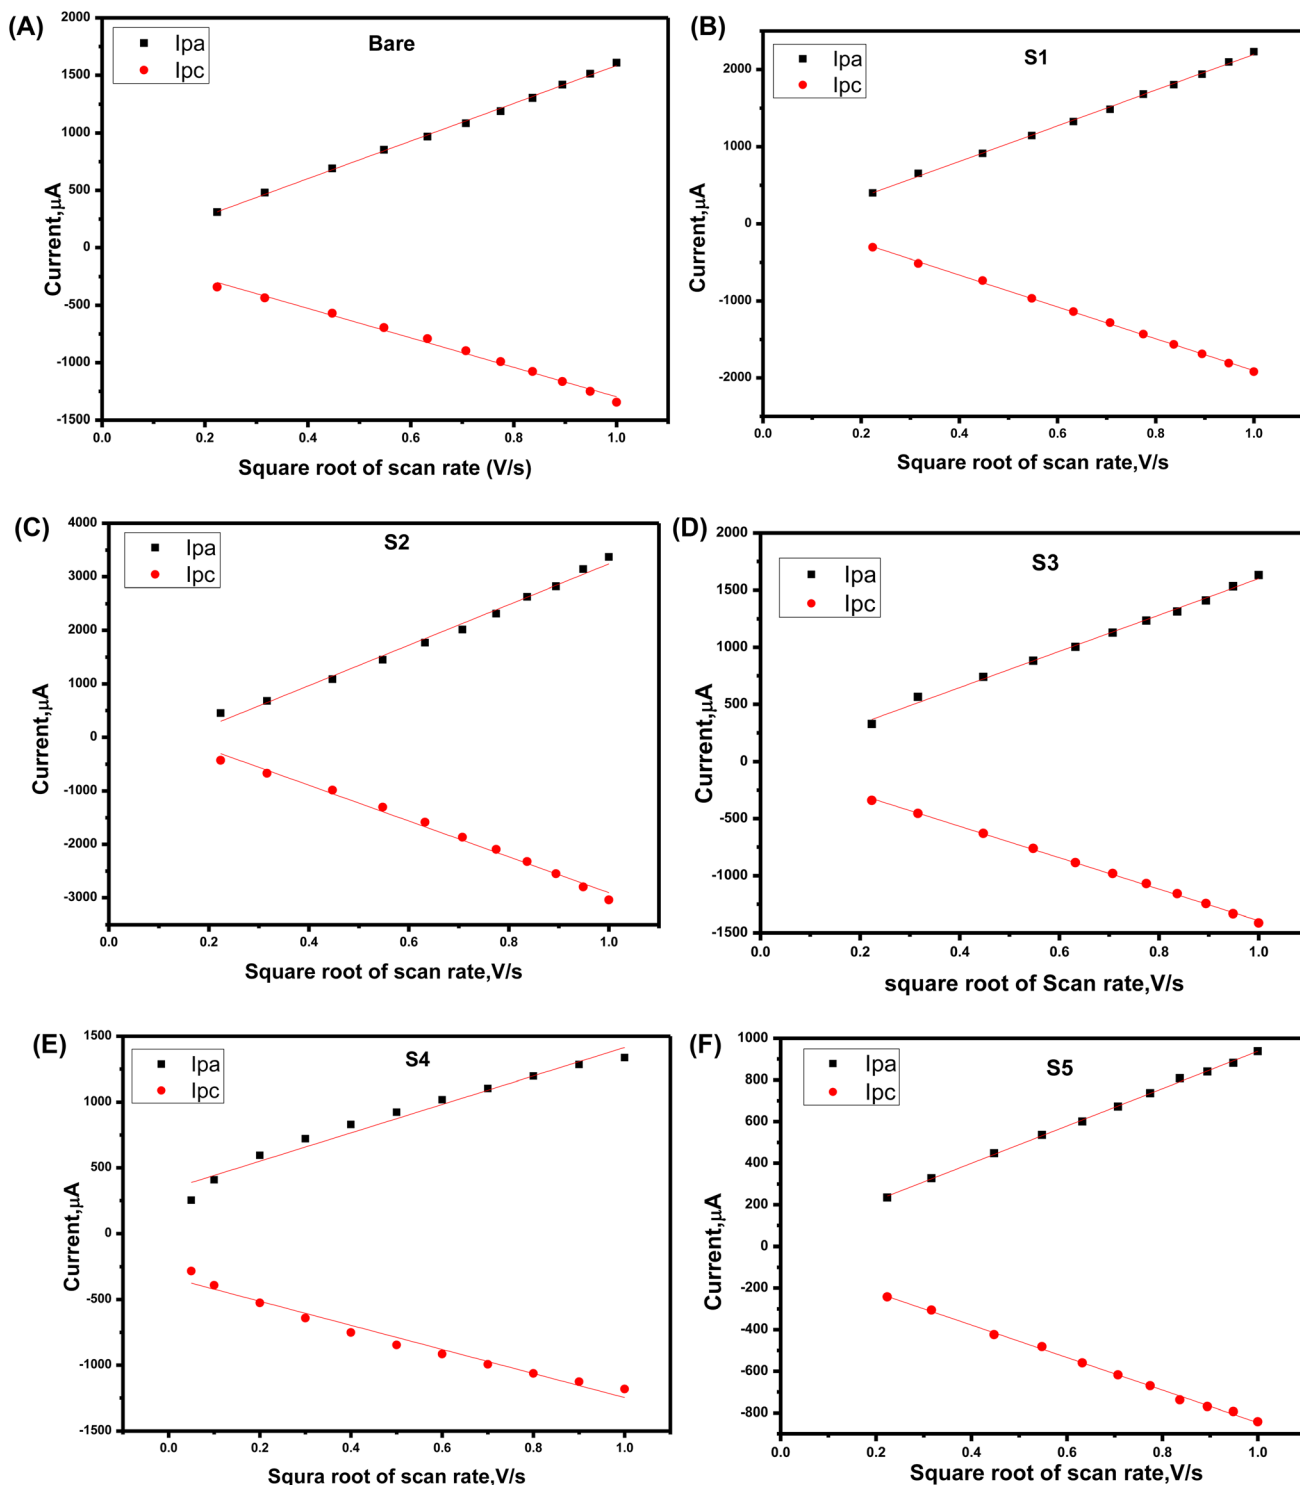 (A)
Bare
Ipa
Ipc
2000
1500
1000
500
0
-500
-1000
-1500
0.0 0.2 0.4 0.6 0.8 1.0
Current,μA
Square root of scan rate (V/s)
(B)
S1
Ipa
Ipc
2000
1000
0
-1000
-2000
0.0 0.2 0.4 0.6 0.8 1.0
Current,μA
Square root of scan rate,V/s
(C)
S2
Ipa
Ipc
4000
3000
2000
1000
0
-1000
-2000
-3000
0.0 0.2 0.4 0.6 0.8 1.0
Current,μA
Square root of scan rate,V/s
(D)
S3
Ipa
Ipc
2000
1500
1000
500
0
-500
-1000
-1500
0.0 0.2 0.4 0.6 0.8 1.0
Current,μA
square root of Scan rate,V/s
(E)
S4
Ipa
Ipc
1500
1000
500
0
-500
-1000
-1500
0.0 0.2 0.4 0.6 0.8 1.0
Current,μA
Squra root of scan rate,V/s
(F)
S5
Ipa
Ipc
1000
800
600
400
200
0
-200
-400
-600
-800
0.0 0.2 0.4 0.6 0.8 1.0
Current,μA
Square root of scan rate,V/s